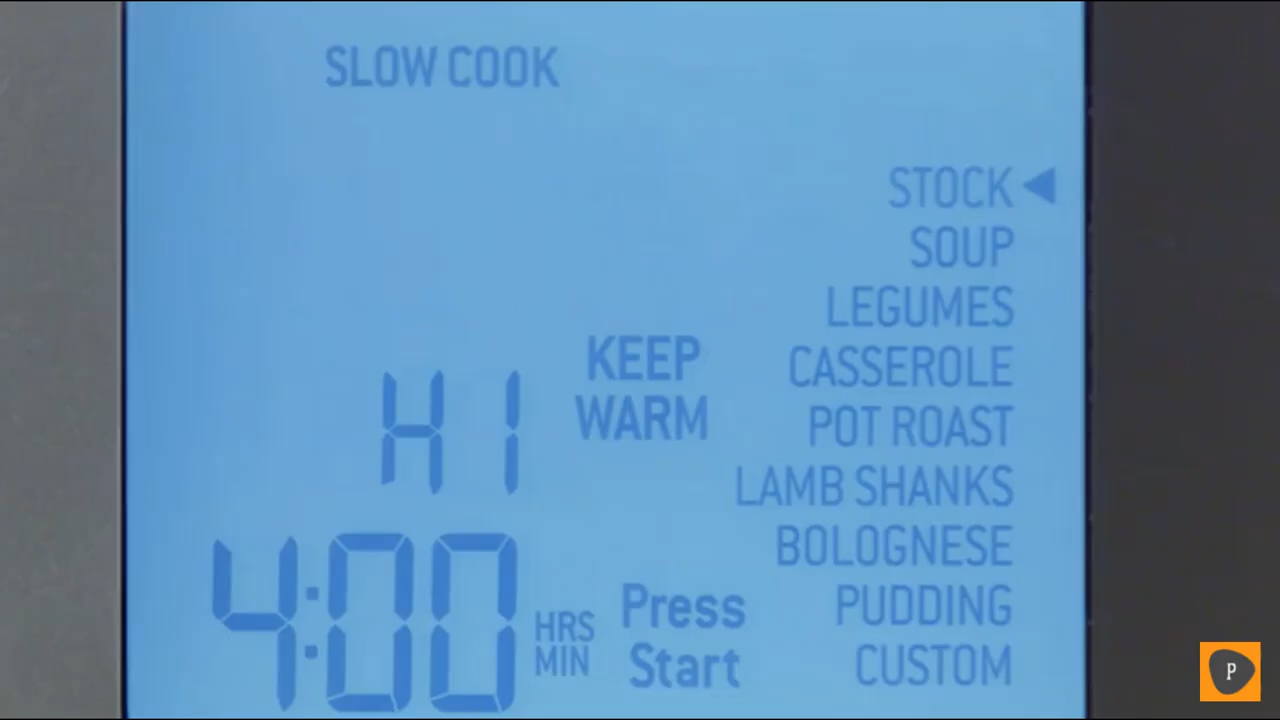 SLOW COOK
STOCK
SOUP
LEGUMES
CASSEROLE
POT ROAST
LAMB SHANKS
BOLOGNESE
PUDDING
CUSTOM
KEEP
WARM
HI
4:00
HRS
MIN
Press
Start
P